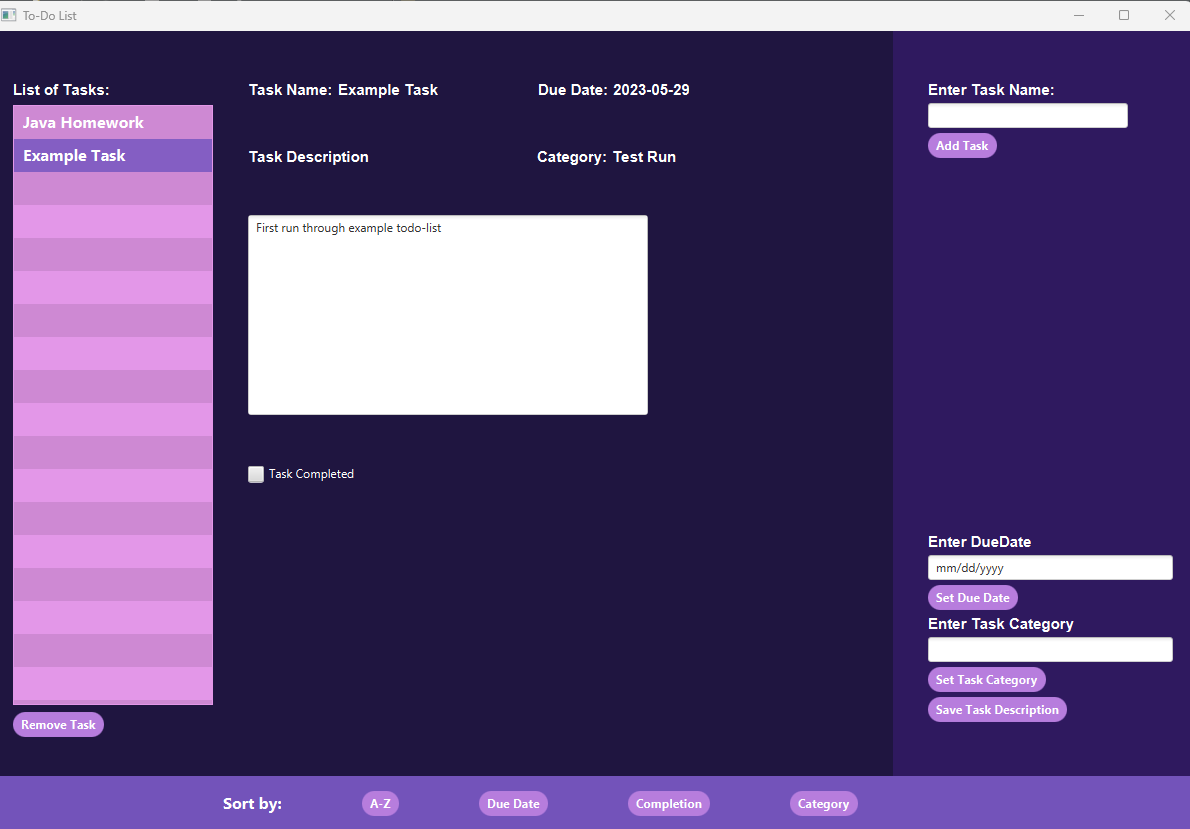 To-Do List
List of Tasks:
Java Homework
Example Task
Remove Task
Task Name: Example Task
Due Date: 2023-05-29
Task Description
Category: Test Run
First run through example todo-list
Task Completed
Enter Task Name:
Add Task
Enter DueDate
mm/dd/yyyy
Set Due Date
Enter Task Category
Set Task Category
Save Task Description
Sort by:
A-Z
Due Date
Completion
Category